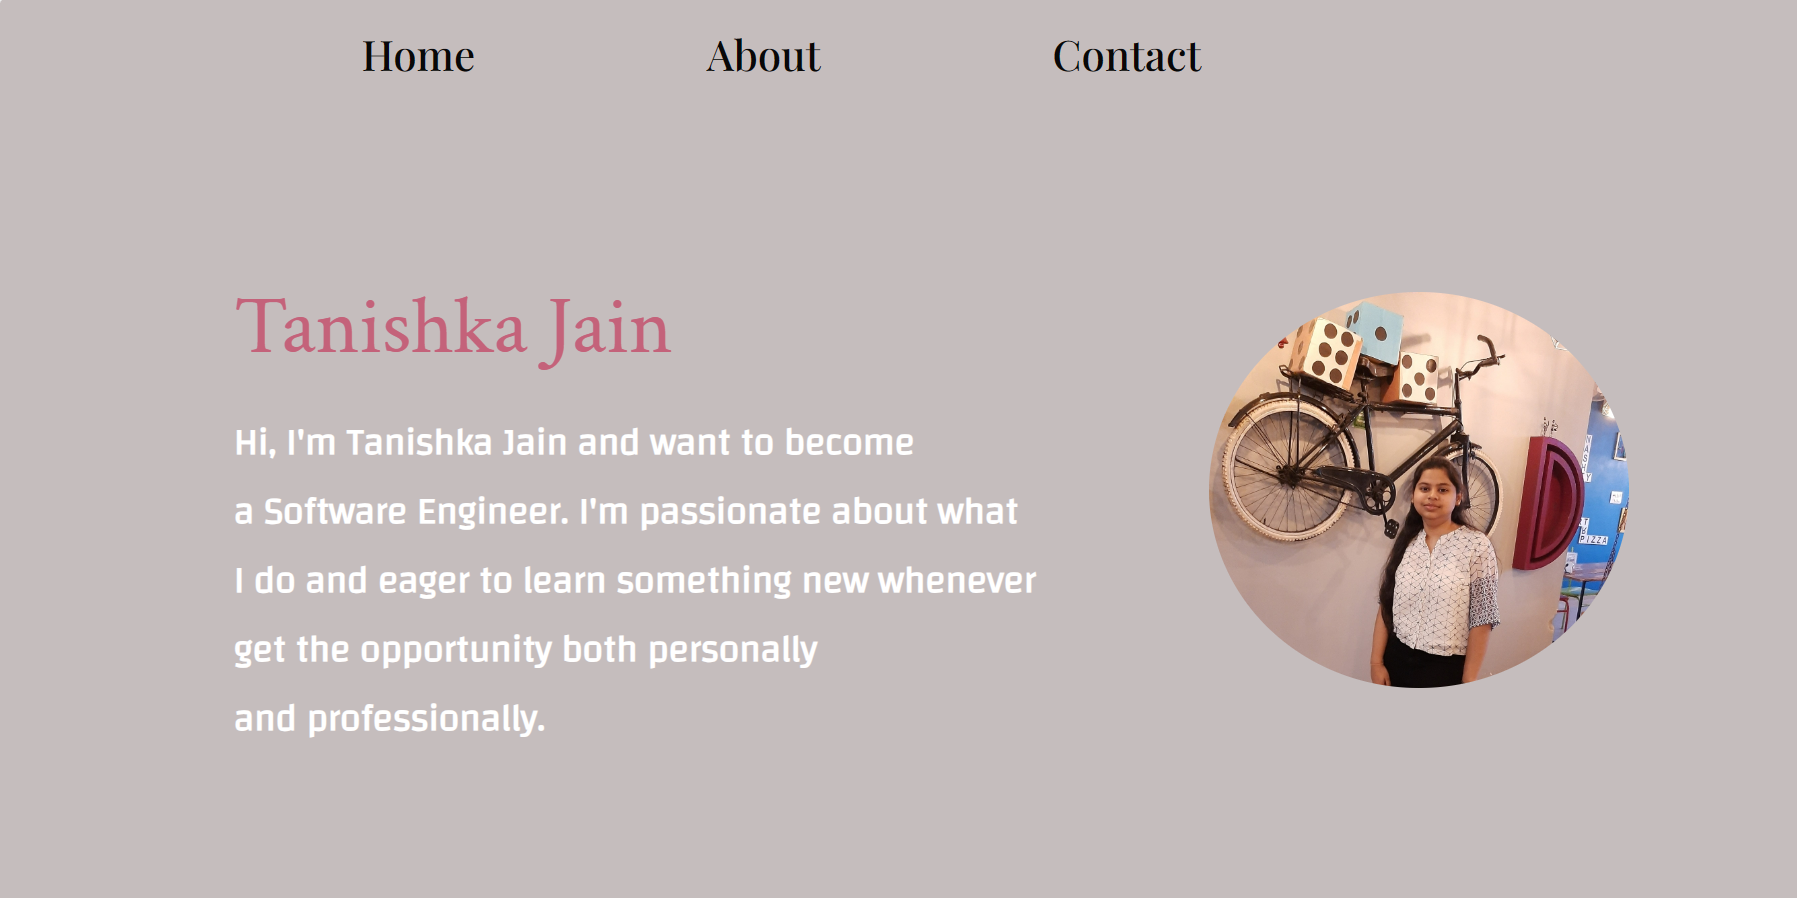 Home About Contact
Tanishka Jain
Hi, I'm Tanishka Jain and want to become
a Software Engineer. I'm passionate about what
I do and eager to learn something new whenever
get the opportunity both personally
and professionally.
D
PIZZA